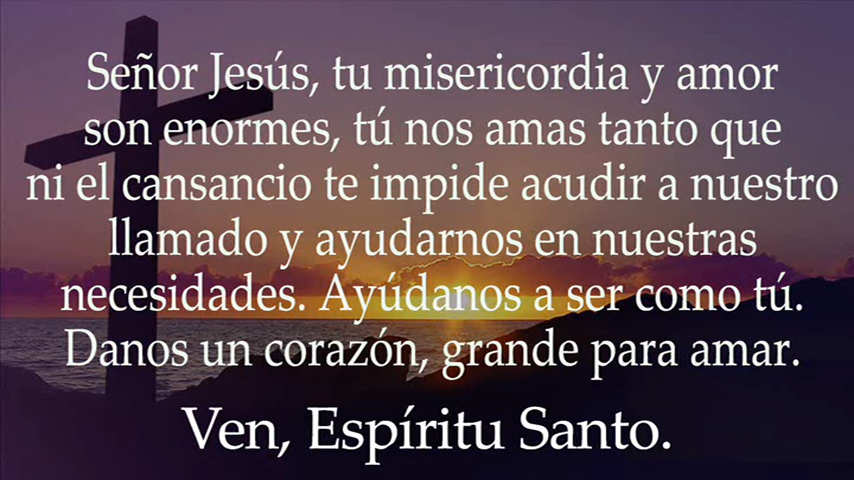 Señor Jesús, tu misericordia y amor
son enormes, tú nos amas tanto que
ni el cansancio te impide acudir a nuestro
llamado y ayudarnos en nuestras
necesidades. Ayúdanos a ser como tú.
Danos un corazón, grande para amar.
Ven, Espíritu Santo.